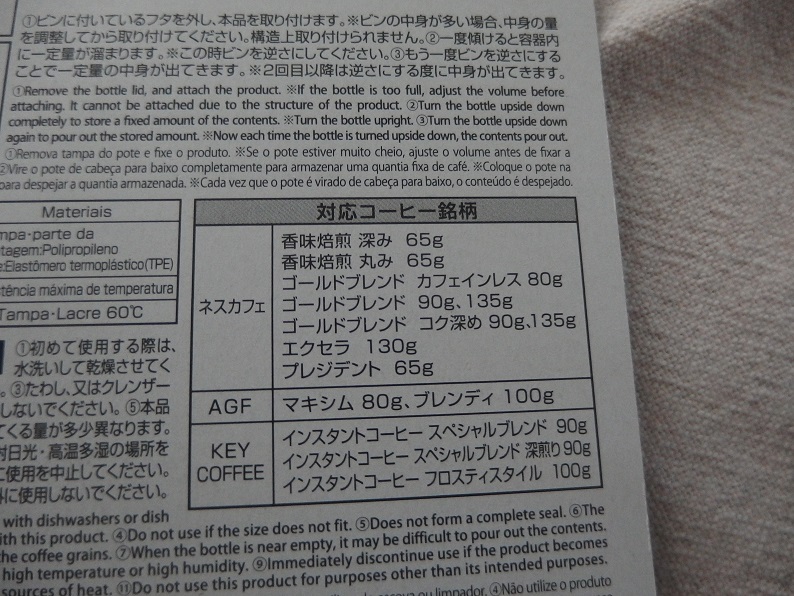 ①ビンに付いているフタを外し、本品を取り付けます。※ビンの中身が多い場合、中身の量
を調整してから取り付けてください。構造上取り付けられません。②一度傾けると容器内
に一定量が溜まります。※この時ビンを逆さにしてください。③もう一度ビンを逆さにする
ことで一定量の中身が出てきます。※2回目以降は逆さにする度に中身が出てきます。
①Remove the bottle lid, and attach the product. ※If the bottle is too full, adjust the volume before
attaching. It cannot be attached due to the structure of the product. ②Turn the bottle upside down
completely to store a fixed amount of the contents. ※Turn the bottle upright. ③Turn the bottle upside down
again to pour out the stored amount. ※Now each time the bottle is turned upside down, the contents pour out.
①Remova tampa do pote e fixe o produto. ※Se o pote estiver muito cheio, ajuste o volume antes de fixar a
②Vire o pote de cabeça para baixo completamente para armazenar uma quantia fixa de café. ※Coloque o pote na
para despejar a quantia armazenada. ※Cada vez que o pote é virado de cabeça para baixo, o conteúdo é despejado.
Materiais
mpa·parte da
tagem:Polipropileno
e:Elastômero termoplástico(TPE)
tência máxima de temperatura
Tampa·Lacre 60℃
対応コーヒー銘柄
ネスカフェ
香味焙煎 深み 65g
香味焙煎 丸み 65g
ゴールドブレンド カフェインレス 80g
ゴールドブレンド 90g、135g
ゴールドブレンド コク深め 90g、135g
エクセラ 130g
プレジデント 65g
AGF
マキシム 80g、ブレンディ 100g
KEY
COFFEE
インスタントコーヒー スペシャルブレンド 90g
インスタントコーヒー スペシャルブレンド 深煎り 90g
インスタントコーヒー フロスティスタイル 100g
①初めて使用する際は、
水洗いして乾燥させてく
。③たわし、又はクレンザー
しないでください。⑤本品
てくる量が多少異なります。
射日光・高温多湿の場所を
に使用を中止してください。
外に使用しないでください。
with dishwashers or dish
ith this product. ④Do not use if the size does not fit. ⑤Does not form a complete seal. ⑥The
the coffee grains. ⑦When the bottle is near empty, it may be difficult to pour out the contents.
high temperature or high humidity. ⑨Immediately discontinue use if the product becomes
sources of heat. ⑪Do not use this product for purposes other than its intended purposes.
ou limpador. ④Não utilize o produto